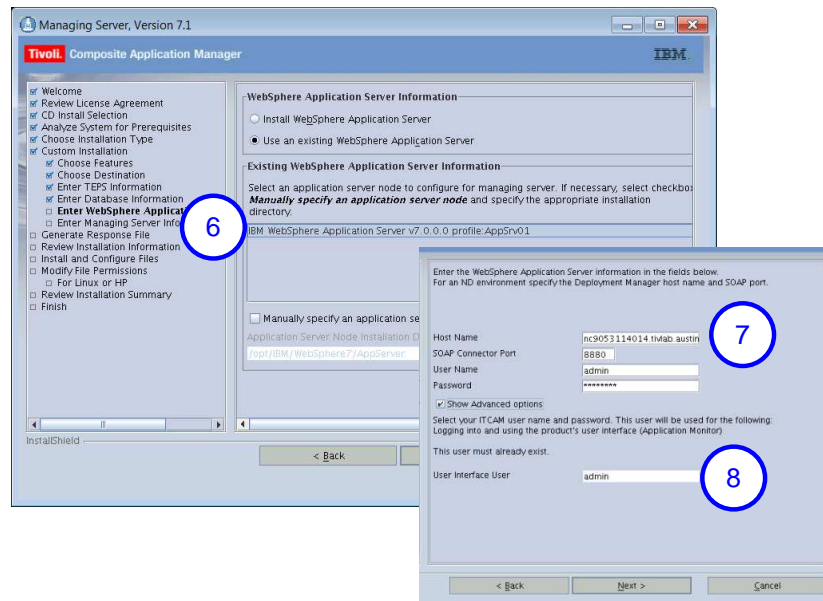 Managing Server, Version 7.1
Tivoli. Composite Application Manager
IBM.
Welcome
Review License Agreement
CD Install Selection
Analyze System for Prerequisites
Choose Installation Type
Custom Installation
Choose Features
Choose Destination
Enter TEPS Information
Enter Database Information
Enter WebSphere Applicati
Enter Managing Server Info
Generate Response File
Review Installation Information
Install and Configure Files
Modify File Permissions
For Linux or HP
Review Installation Summary
Finish
6
WebSphere Application Server Information
Install WebSphere Application Server
Use an existing WebSphere Application Server
Existing WebSphere Application Server Information
Select an application server node to configure for managing server. If necessary, select checkbox
Manually specify an application server node and specify the appropriate installation
directory.
IBM WebSphere Application Server v7.0.0.0 profile:AppSrv01
Manually specify an application se
Application Server Node Installation D
/opt/IBM/WebSphere7/AppServer
InstallShield
< Back
Enter the WebSphere Application Server information in the fields below.
For an ND environment specify the Deployment Manager host name and SOAP port.
Host Name nc9053114014.tivlab.austin
7
SOAP Connector Port 8880
User Name admin
Password ********
Show Advanced options
Select your ITCAM user name and password. This user will be used for the following:
Logging into and using the product's user interface (Application Monitor)
This user must already exist.
User Interface User admin
8
< Back Next > Cancel